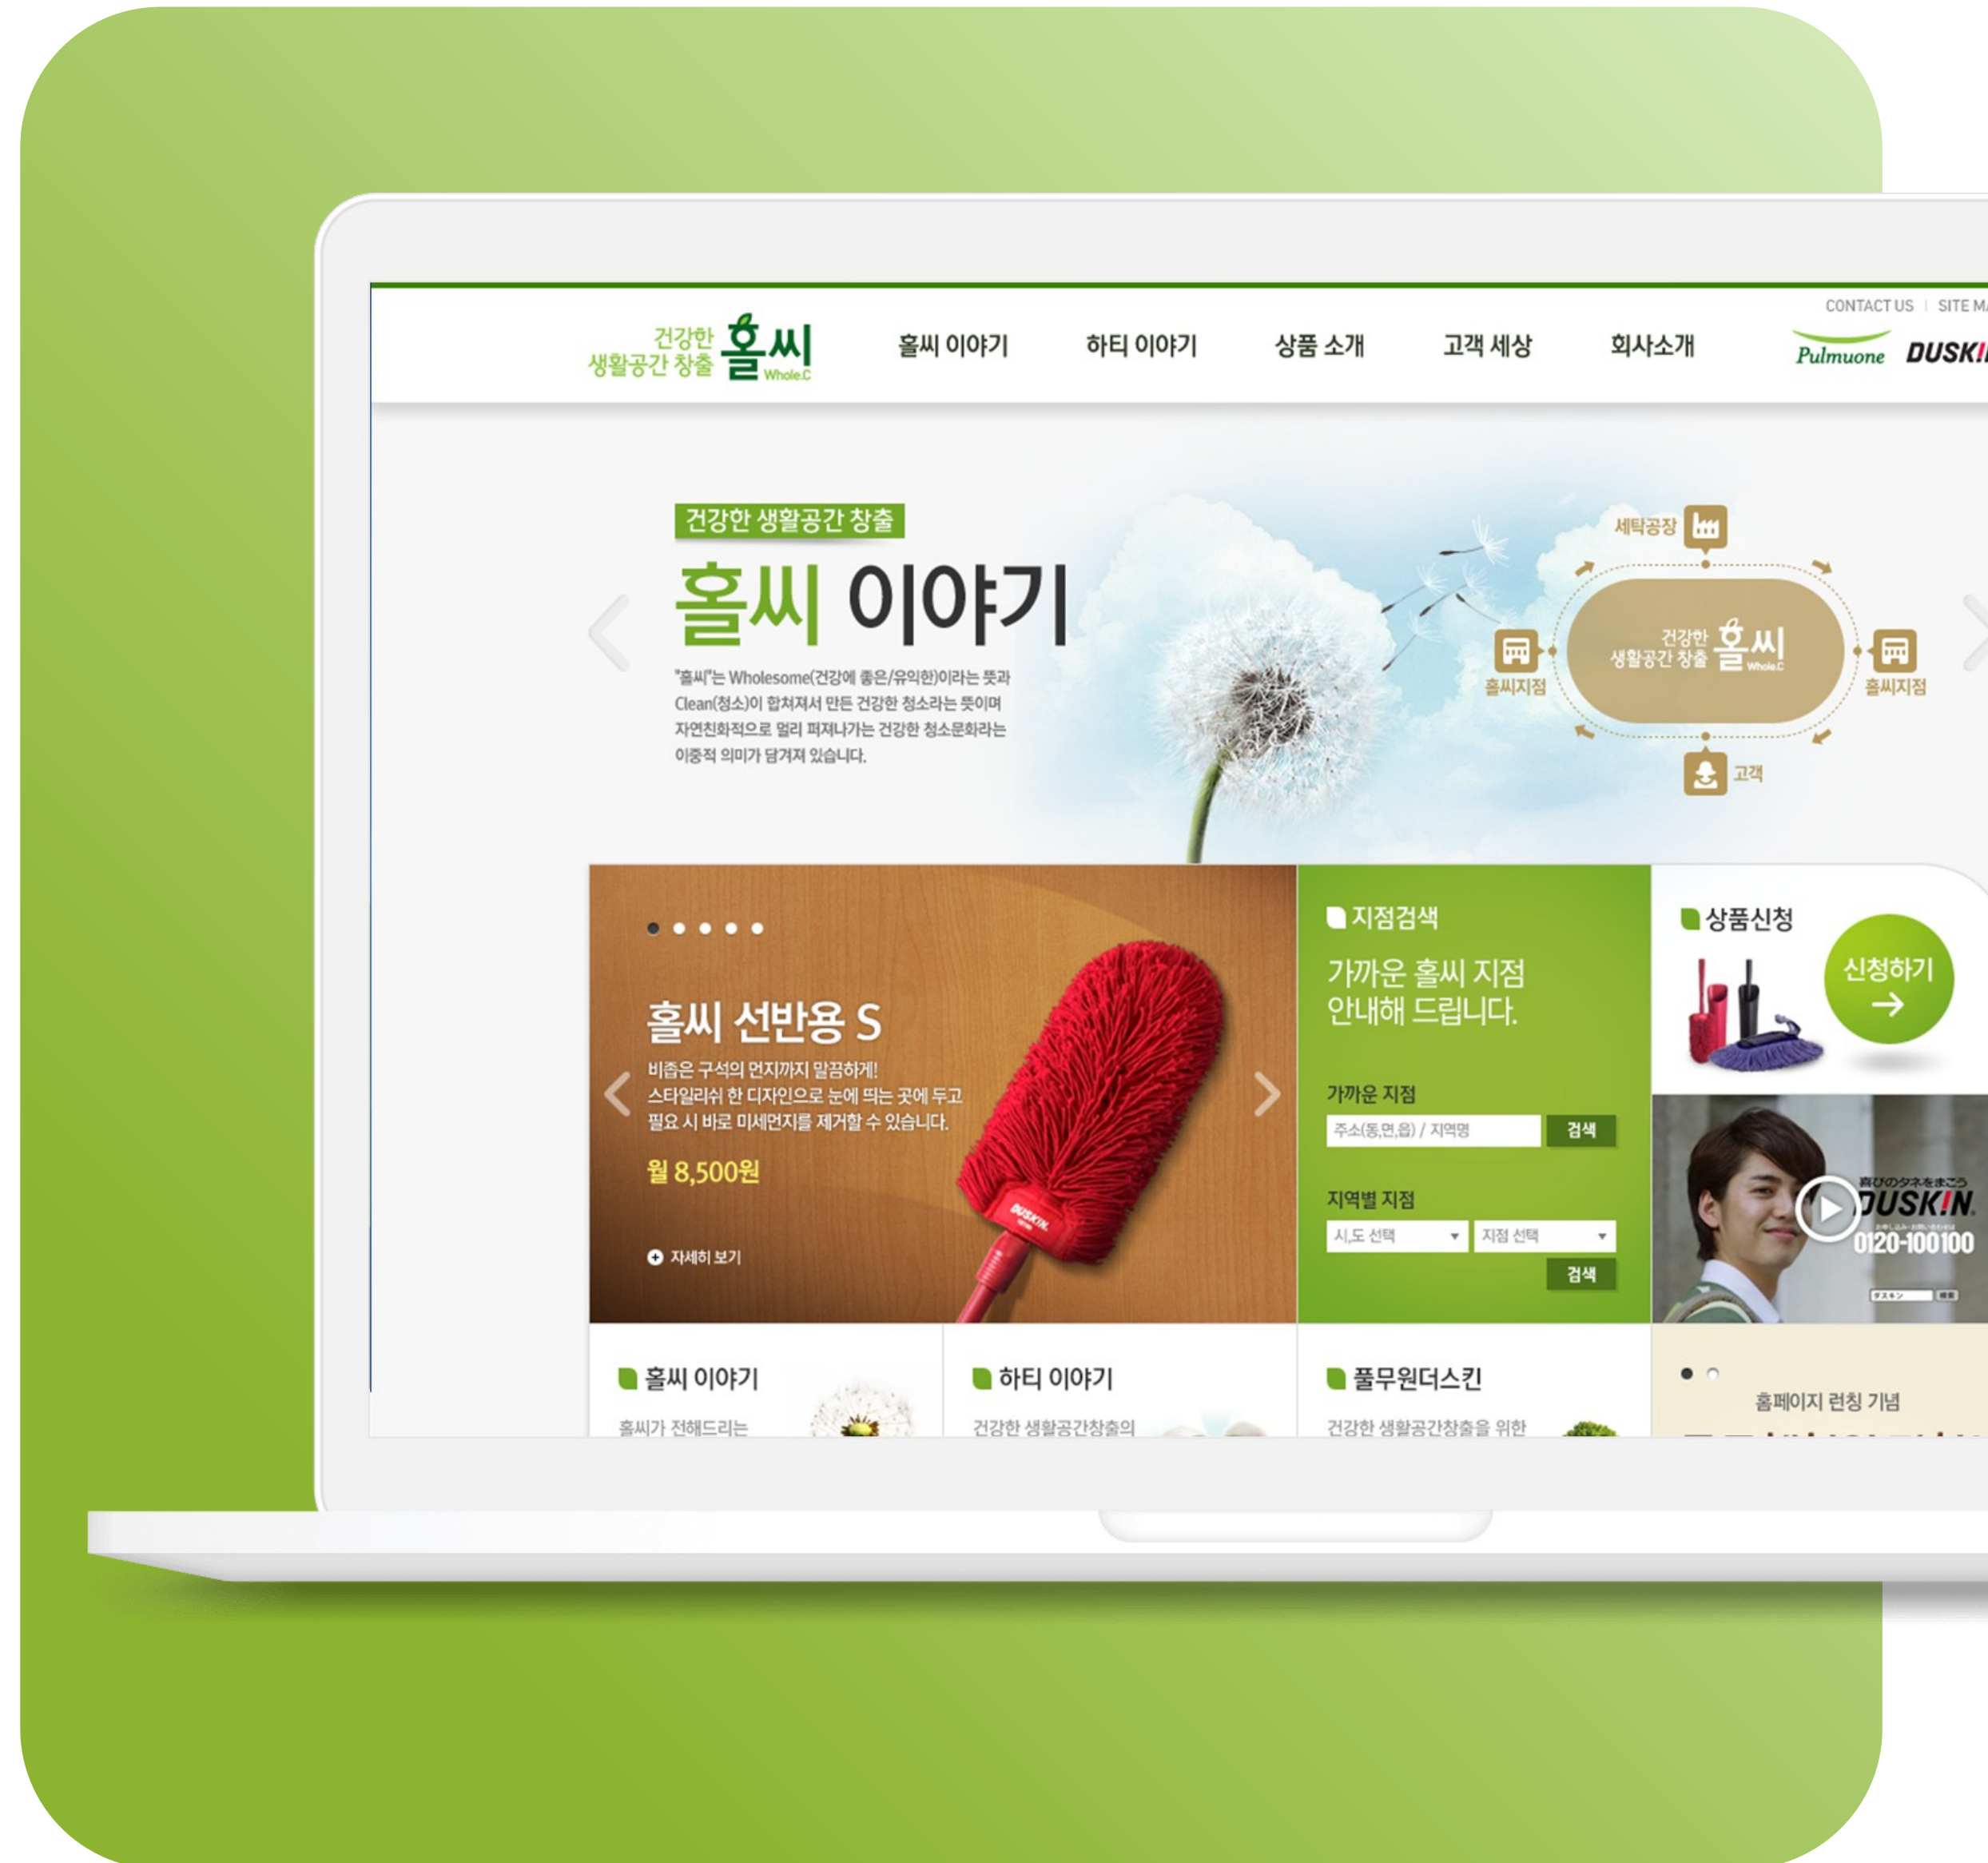 CONTACT US | SITE
건강한
생활공간 창출
홀씨
Whole.C
홀씨 이야기
하티 이야기
상품 소개
고객 세상
회사소개
Pulmuone
건강한 생활공간 창출
홀씨 이야기
"홀씨"는 Wholesome(건강에 좋은/유익한)이라는 뜻과
Clean(청소)이 합쳐져서 만든 건강한 청소라는 뜻이며
자연친화적으로 멀리 퍼져나가는 건강한 청소문화라는
이중적 의미가 담겨져 있습니다.
세탁공장
홀씨지점
건강한
생활공간 창출
홀씨
Whole.C
홀씨지점
고객
홀씨 선반용 S
비좁은 구석의 먼지까지 말끔하게!
스타일리쉬 한 디자인으로 눈에 띄는 곳에 두고
필요 시 바로 미세먼지를 제거할 수 있습니다.
월 8,500원
자세히 보기
DUSKIN.
지점검색
가까운 홀씨 지점
안내해 드립니다.
가까운 지점
주소(동,면,읍) / 지역명
검색
지역별 지점
시,도 선택
지점 선택
검색
상품신청
신청하기
喜びのタネをまこう
DUSKIN.
0120-100100
ダスキン
検索
홀씨 이야기
홀씨가 전해드리는
하티 이야기
건강한 생활공간창출의
풀무원더스킨
건강한 생활공간창출을 위한
홈페이지 런칭 기념